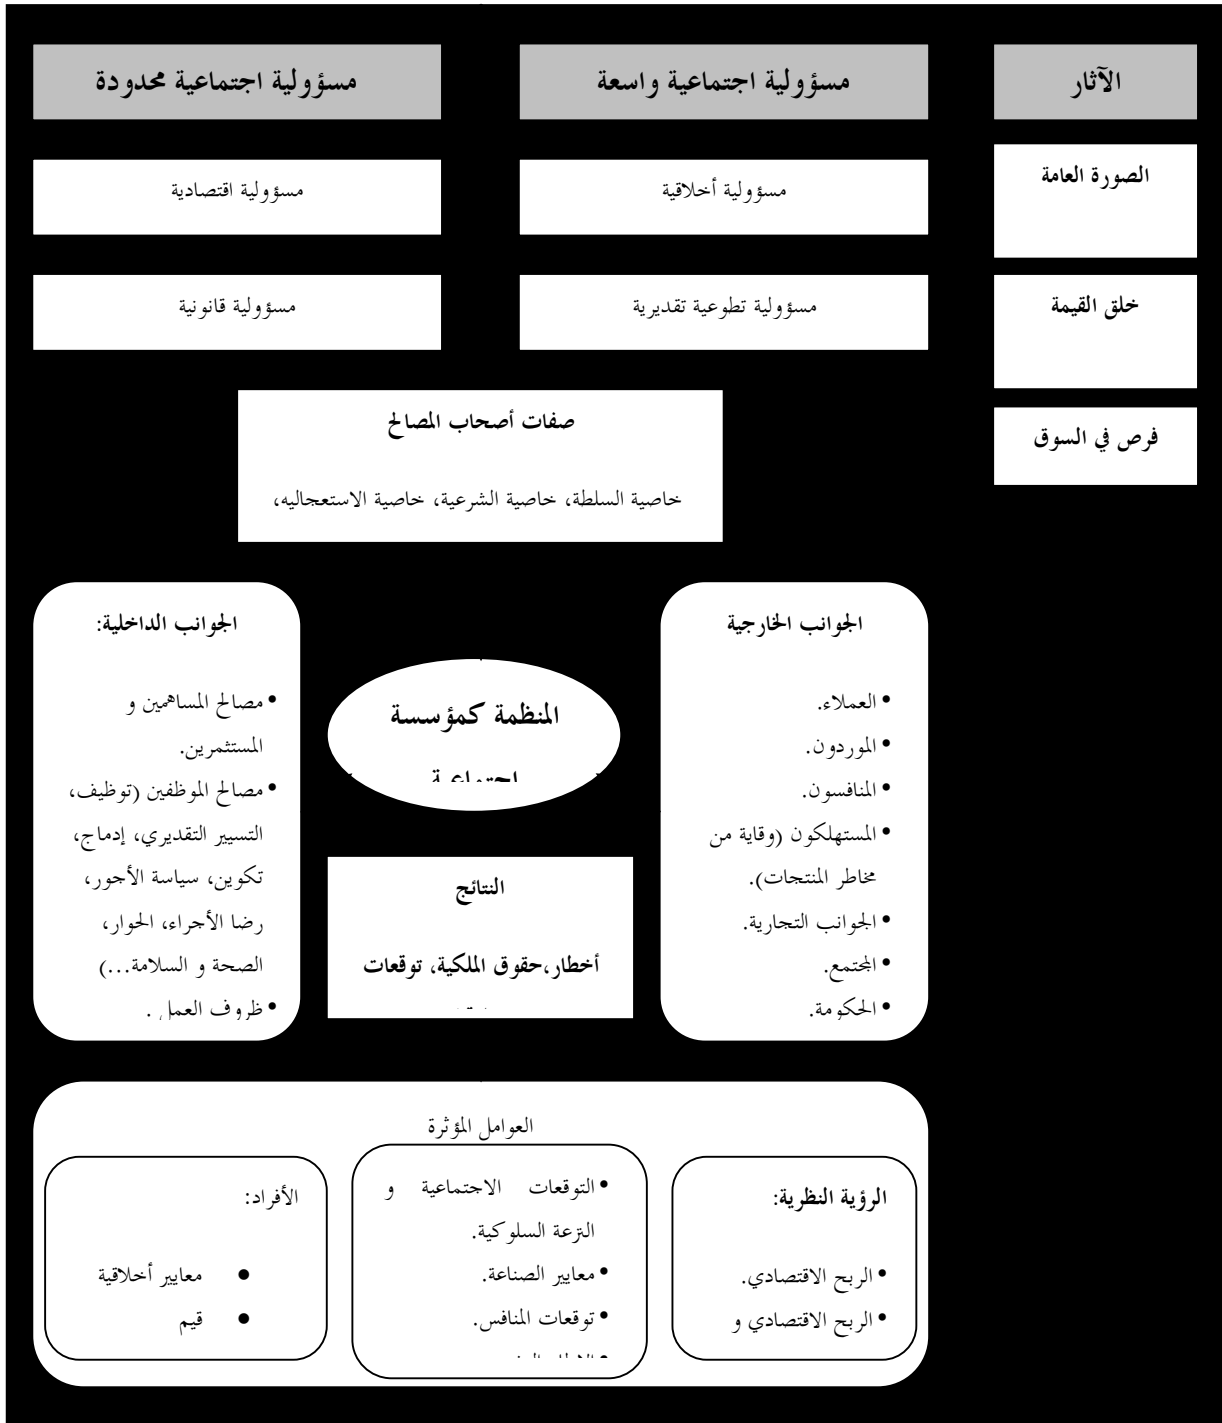 الآثار
مسؤولية اجتماعية واسعة
مسؤولية اجتماعية محدودة
الصورة العامة
مسؤولية أخلاقية
مسؤولية اقتصادية
خلق القيمة
مسؤولية تطوعية تقديرية
مسؤولية قانونية
فرص في السوق
صفات أصحاب المصالح
خاصية السلطة، خاصية الشرعية، خاصية الاستعجاليه،
الجوانب الخارجية
• العملاء.
• الموردون.
• المنافسون.
• المستهلكون (وقاية من
مخاطر المنتجات).
• الجوانب التجارية.
• المجتمع.
• الحكومة.
المنظمة كمؤسسة
اجتماعية
النتائج
أخطار،حقوق الملكية، توقعات
الجوانب الداخلية:
• مصالح المساهمين و
المستثمرين.
• مصالح الموظفين (توظيف،
التسيير التقديري، إدماج،
تكوين، سياسة الأجور،
رضا الأجراء، الحوار،
الصحة و السلامة...)
• ظروف العمل.
العوامل المؤثرة
الرؤية النظرية:
• الربح الاقتصادي.
• الربح الاقتصادي و
• التوقعات الاجتماعية و
النزعة السلوكية.
• معايير الصناعة.
• توقعات المنافس.
الأفراد:
• معايير أخلاقية
• قيم